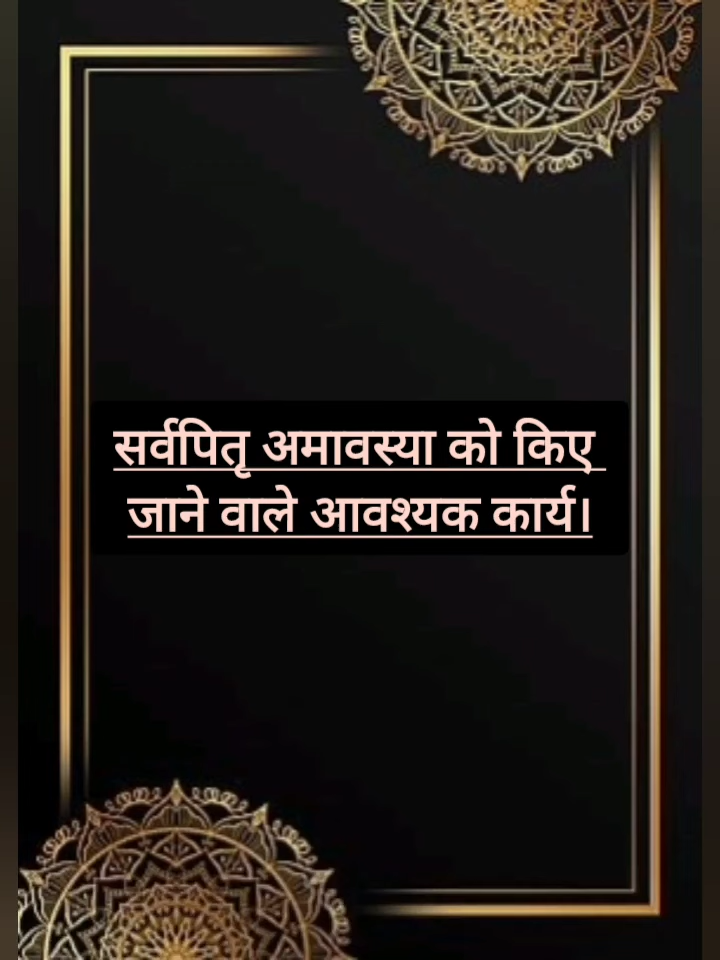 सर्वपितृ अमावस्या को किए
जाने वाले आवश्यक कार्य।